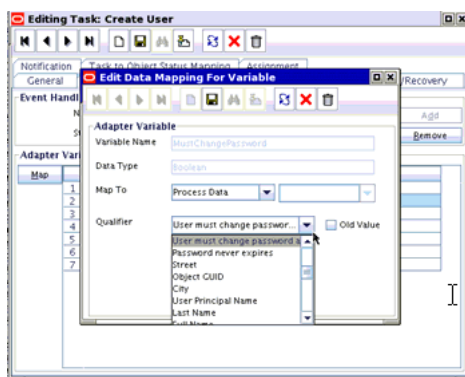 Editing Task: Create User
Notification Task to Object Status Mapping Assignment
General /Recovery
Edit Data Mapping For Variable
Event Handl
Add
Remove
Adapter Vari
Map
1
2
3
4
5
6
7
Adapter Variable
Variable Name MustChangePassword
Data Type Boolean
Map To Process Data
Qualifier User must change passwor... Old Value
User must change password a
Password never expires
Street
Object GUID
City
User Principal Name
Last Name
Full Name